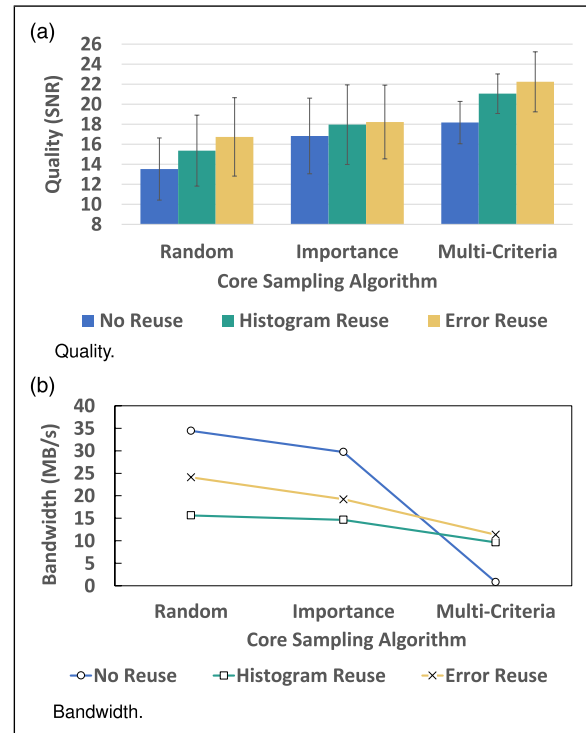 (a)
26
24
22
20
18
16
14
12
10
8
Quality (SNR)
Random Importance Multi-Criteria
Core Sampling Algorithm
No Reuse Histogram Reuse Error Reuse
Quality.
(b)
40
35
30
25
20
15
10
5
0
Bandwidth (MB/s)
Random Importance Multi-Criteria
Core Sampling Algorithm
No Reuse Histogram Reuse Error Reuse
Bandwidth.